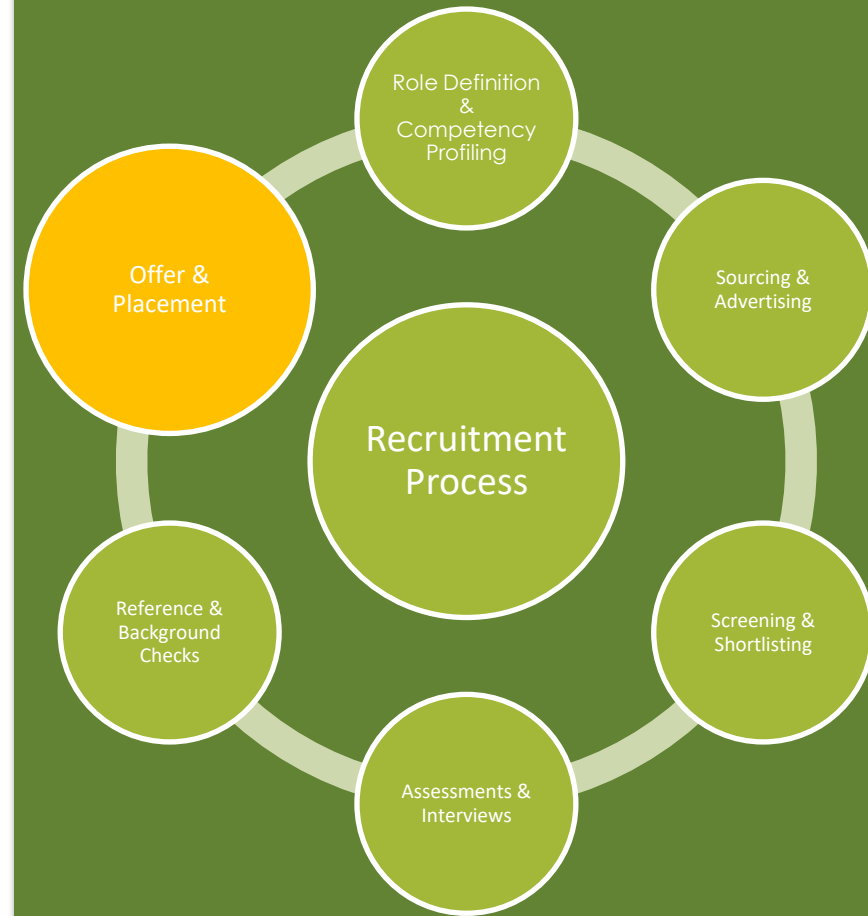 Role Definition
&
Competency
Profiling
Sourcing &
Advertising
Screening &
Shortlisting
Assessments &
Interviews
Reference &
Background
Checks
Offer &
Placement
Recruitment
Process